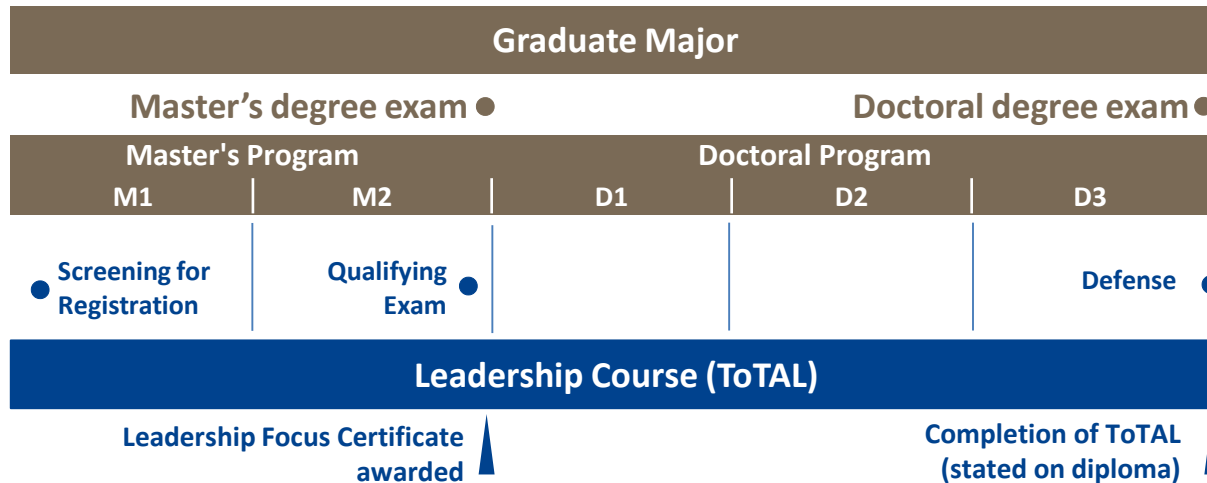 Graduate Major
Master’s degree exam
Doctoral degree exam
Master's Program
Doctoral Program
M1
M2
D1
D2
D3
Screening for
Registration
Qualifying
Exam
Defense
Leadership Course (ToTAL)
Leadership Focus Certificate
awarded
Completion of ToTAL
(stated on diploma)